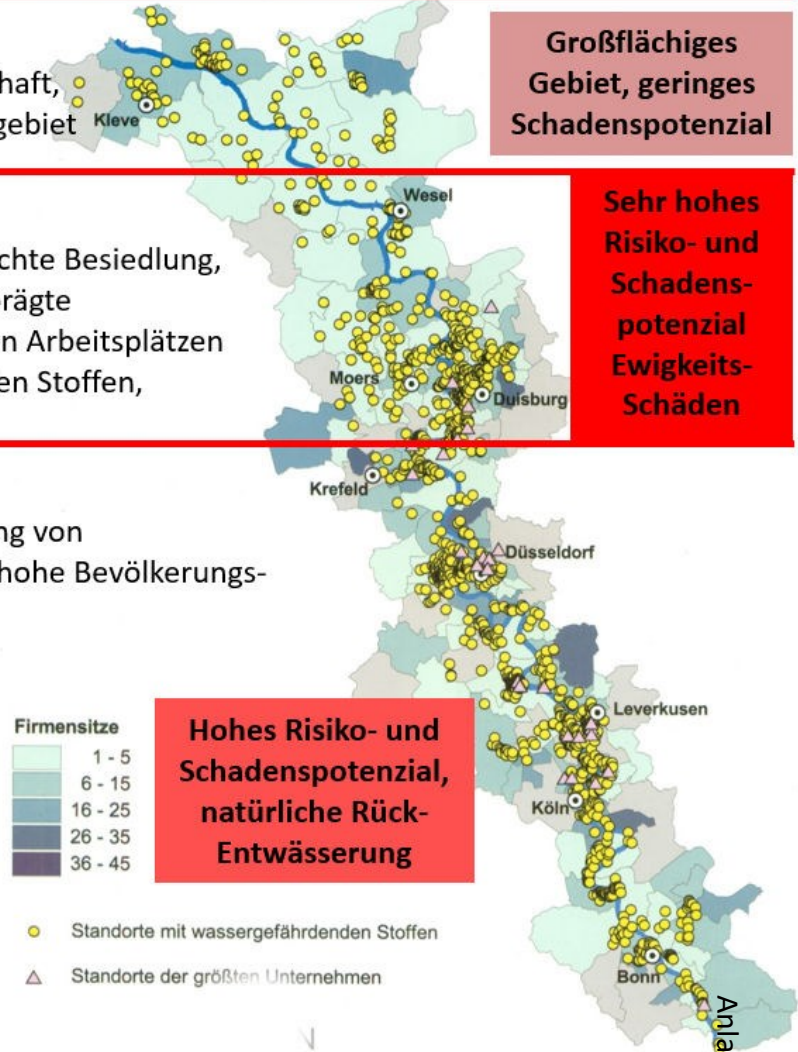 Großflächiges
Gebiet, geringes
Schadenspotenzial
haft,
gebiet
Kleve
Wesel
Sehr hohes
Risiko- und
Schadens-
potenzial
Ewigkeits-
Schäden
chte Besiedlung,
prägte
n Arbeitsplätzen
en Stoffen,
Moers
Duisburg
Krefeld
ng von
hohe Bevölkerungs-
Düsseldorf
Leverkusen
Köln
Bonn
Hohes Risiko- und
Schadenspotenzial,
natürliche Rück-
Entwässerung
Firmensitze
1 - 5
6 - 15
16 - 25
26 - 35
36 - 45
Standorte mit wassergefährdenden Stoffen
Standorte der größten Unternehmen
N
Anla